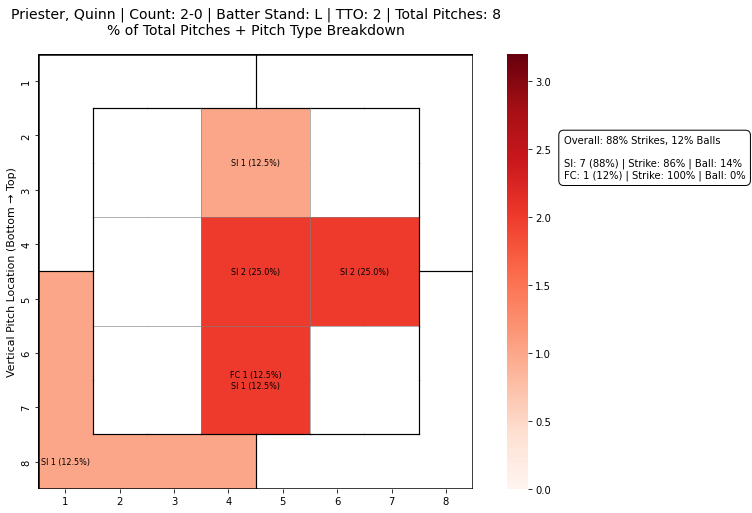 Priester, Quinn | Count: 2-0 | Batter Stand: L | TTO: 2 | Total Pitches: 8
% of Total Pitches + Pitch Type Breakdown
Vertical Pitch Location (Bottom → Top)
1
2
3
4
5
6
7
8
SI 1 (12.5%)
SI 2 (25.0%)
SI 2 (25.0%)
FC 1 (12.5%)
SI 1 (12.5%)
SI 1 (12.5%)
1
2
3
4
5
6
7
8
3.0
2.5
2.0
1.5
1.0
0.5
0.0
Overall: 88% Strikes, 12% Balls
SI: 7 (88%) | Strike: 86% | Ball: 14%
FC: 1 (12%) | Strike: 100% | Ball: 0%